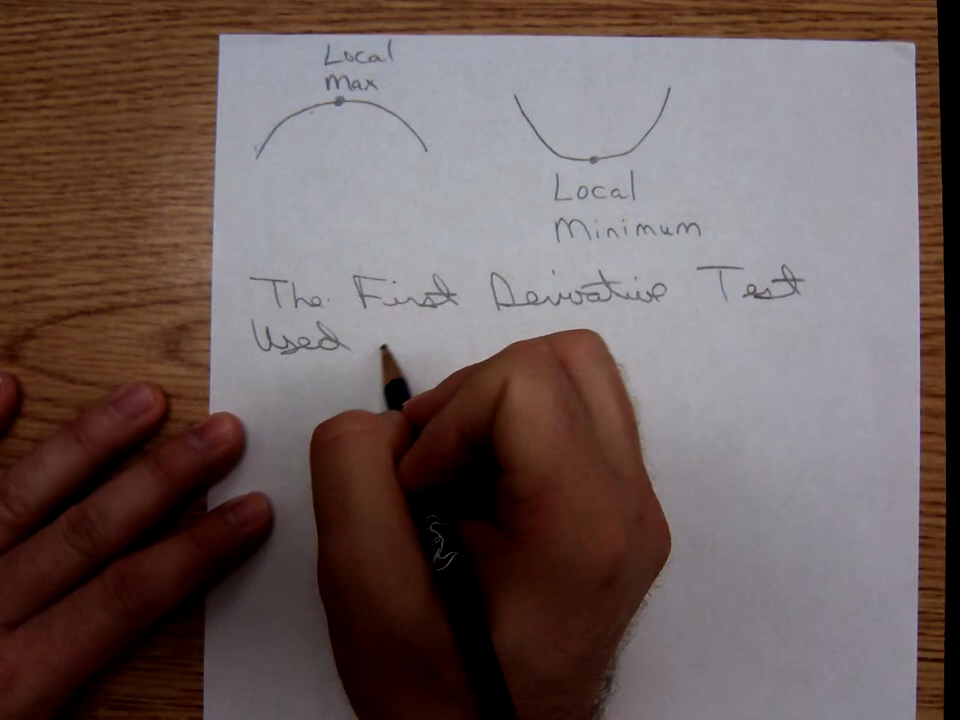 Local
Max
Local
Minimum
The First Derivative Test
Used